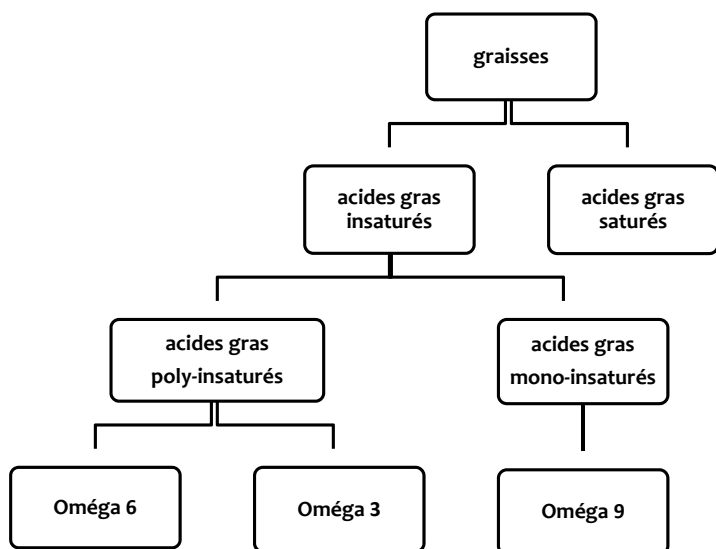 graisses
acides gras
insaturés
acides gras
saturés
acides gras
poly-insaturés
acides gras
mono-insaturés
Oméga 6
Oméga 3
Oméga 9